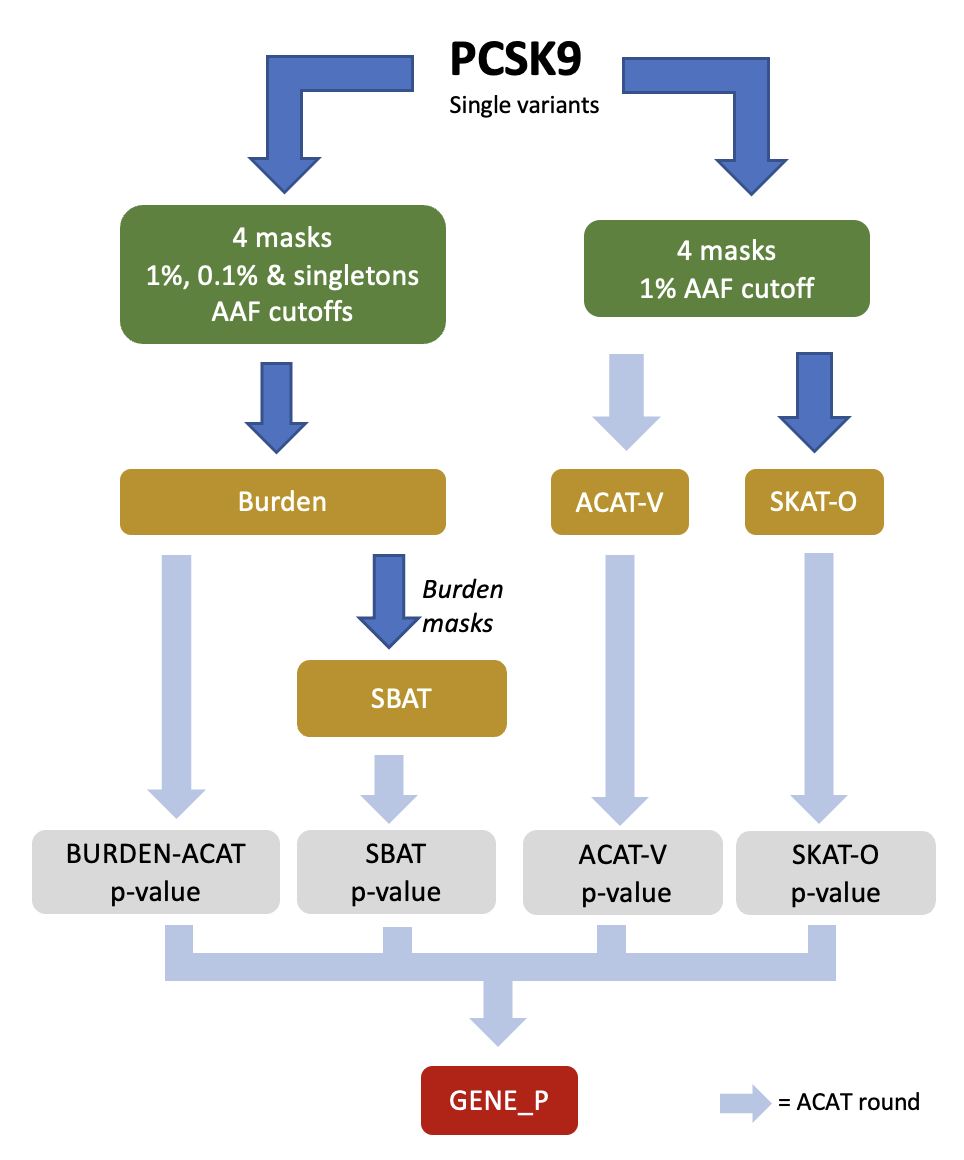 PCSK9
Single variants
4 masks
1%, 0.1% & singletons
AAF cutoffs
4 masks
1% AAF cutoff
Burden
ACAT-V
SKAT-O
Burden
masks
SBAT
BURDEN-ACAT
p-value
SBAT
p-value
ACAT-V
p-value
SKAT-O
p-value
GENE_P
= ACAT round